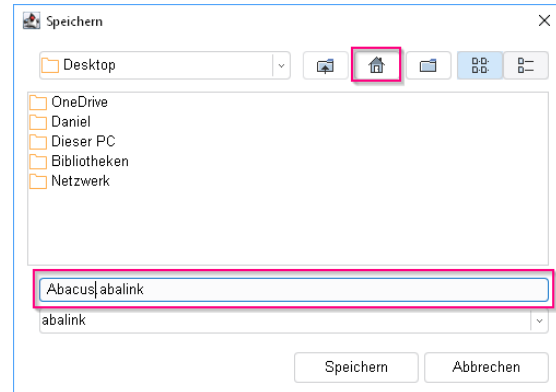 Speichern
Desktop
OneDrive
Daniel
Dieser PC
Bibliotheken
Netzwerk
Abacus.abalink
abalink
Speichern Abbrechen